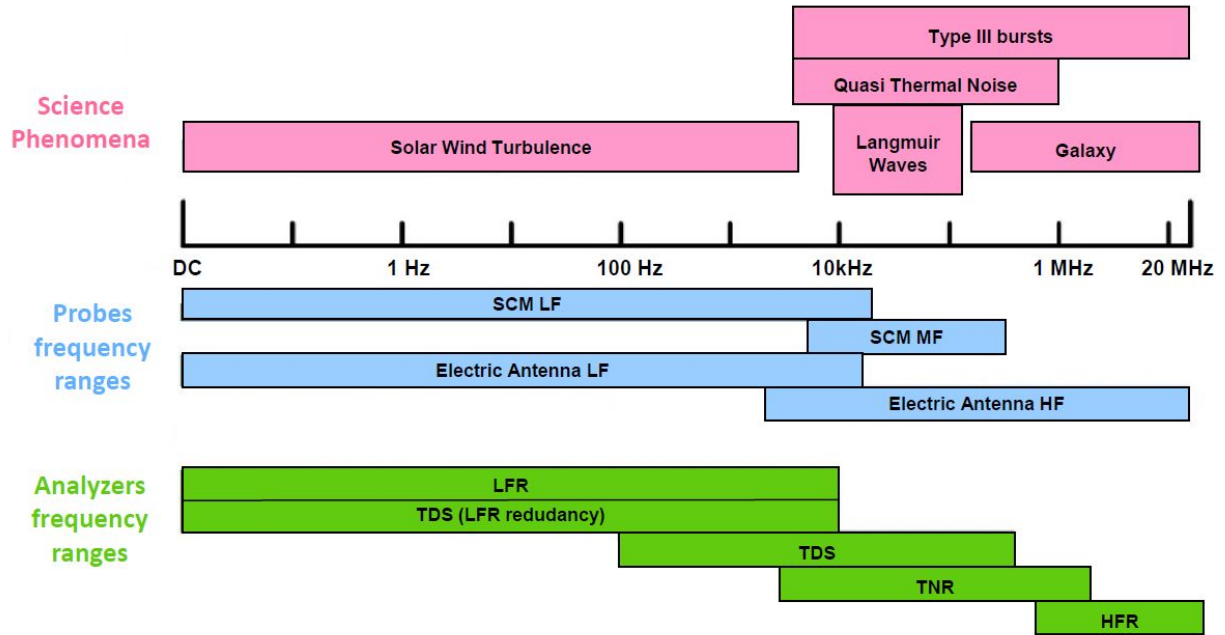 Type III bursts
Quasi Thermal Noise
Science
Phenomena
Solar Wind Turbulence
Langmuir
Waves
Galaxy
DC
1 Hz
100 Hz
10kHz
1 MHz
20 MHz
Probes
frequency
ranges
SCM LF
SCM MF
Electric Antenna LF
Electric Antenna HF
Analyzers
frequency
ranges
LFR
TDS (LFR redudancy)
TDS
TNR
HFR